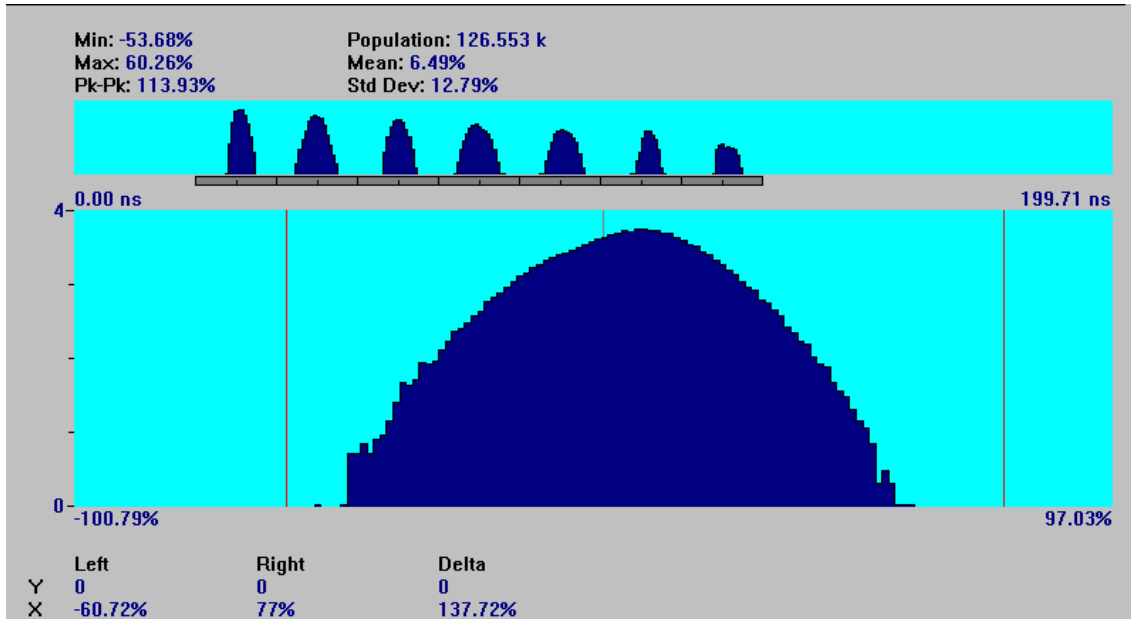 Min: -53.68% Population: 126.553 k
Max: 60.26% Mean: 6.49%
Pk-Pk: 113.93% Std Dev: 12.79%
0.00 ns 199.71 ns
4
0
-100.79% 97.03%
Left Right Delta
Y 0 0 0
X -60.72% 77% 137.72%